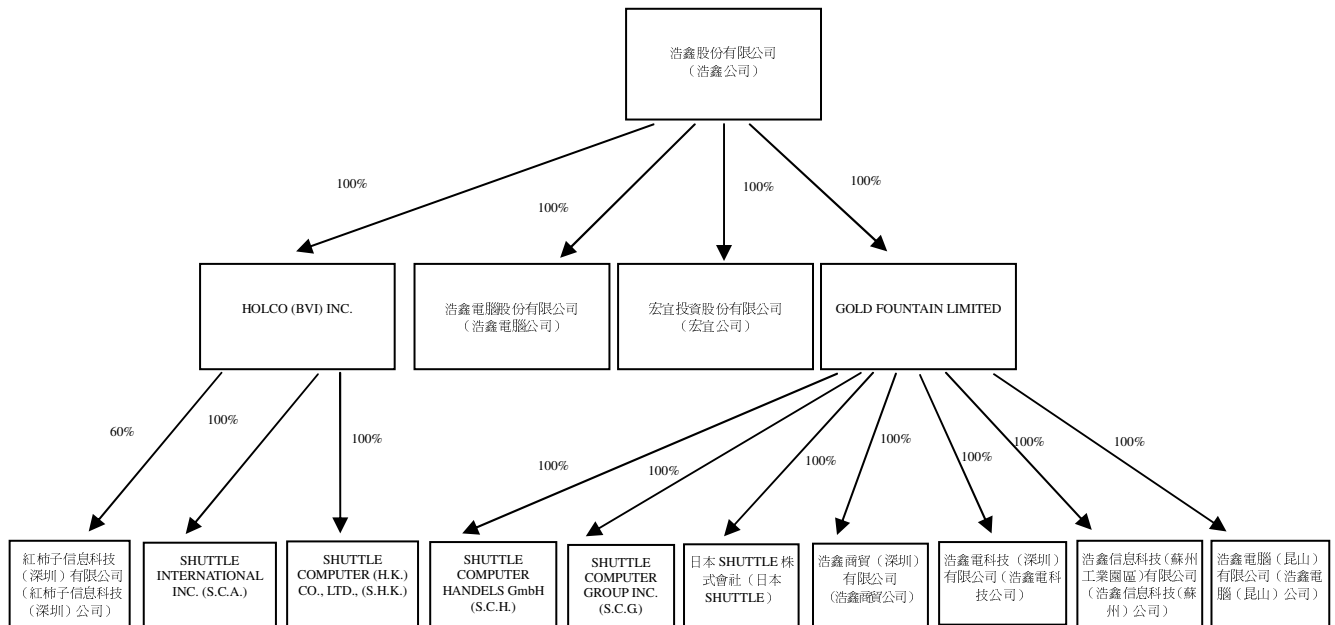 浩鑫股份有限公司
（浩鑫公司）
100%
100%
100%
100%
HOLCO (BVI) INC.
浩鑫電腦股份有限公司
（浩鑫電腦公司）
宏宜投資股份有限公司
（宏宜公司）
GOLD FOUNTAIN LIMITED
60%
100%
100%
100%
100%
100%
100%
100%
100%
100%
紅柿子信息科技
（深圳）有限公司
（紅柿子信息科技
（深圳）公司）
SHUTTLE
INTERNATIONAL
INC. (S.C.A.)
SHUTTLE
COMPUTER (H.K.)
CO., LTD., (S.H.K.)
SHUTTLE
COMPUTER
HANDELS GmbH
(S.C.H.)
SHUTTLE
COMPUTER
GROUP INC.
(S.C.G)
日本 SHUTTLE 株
式會社（日本
SHUTTLE）
浩鑫商貿（深圳）
有限公司
（浩鑫商貿公司）
浩鑫電科技（深圳）
有限公司（浩鑫電科
技公司）
浩鑫信息科技(蘇州
工業園區)有限公司
（浩鑫信息科技(蘇
州）公司）
浩鑫電腦（昆山）
有限公司（浩鑫電
腦（昆山）公司）